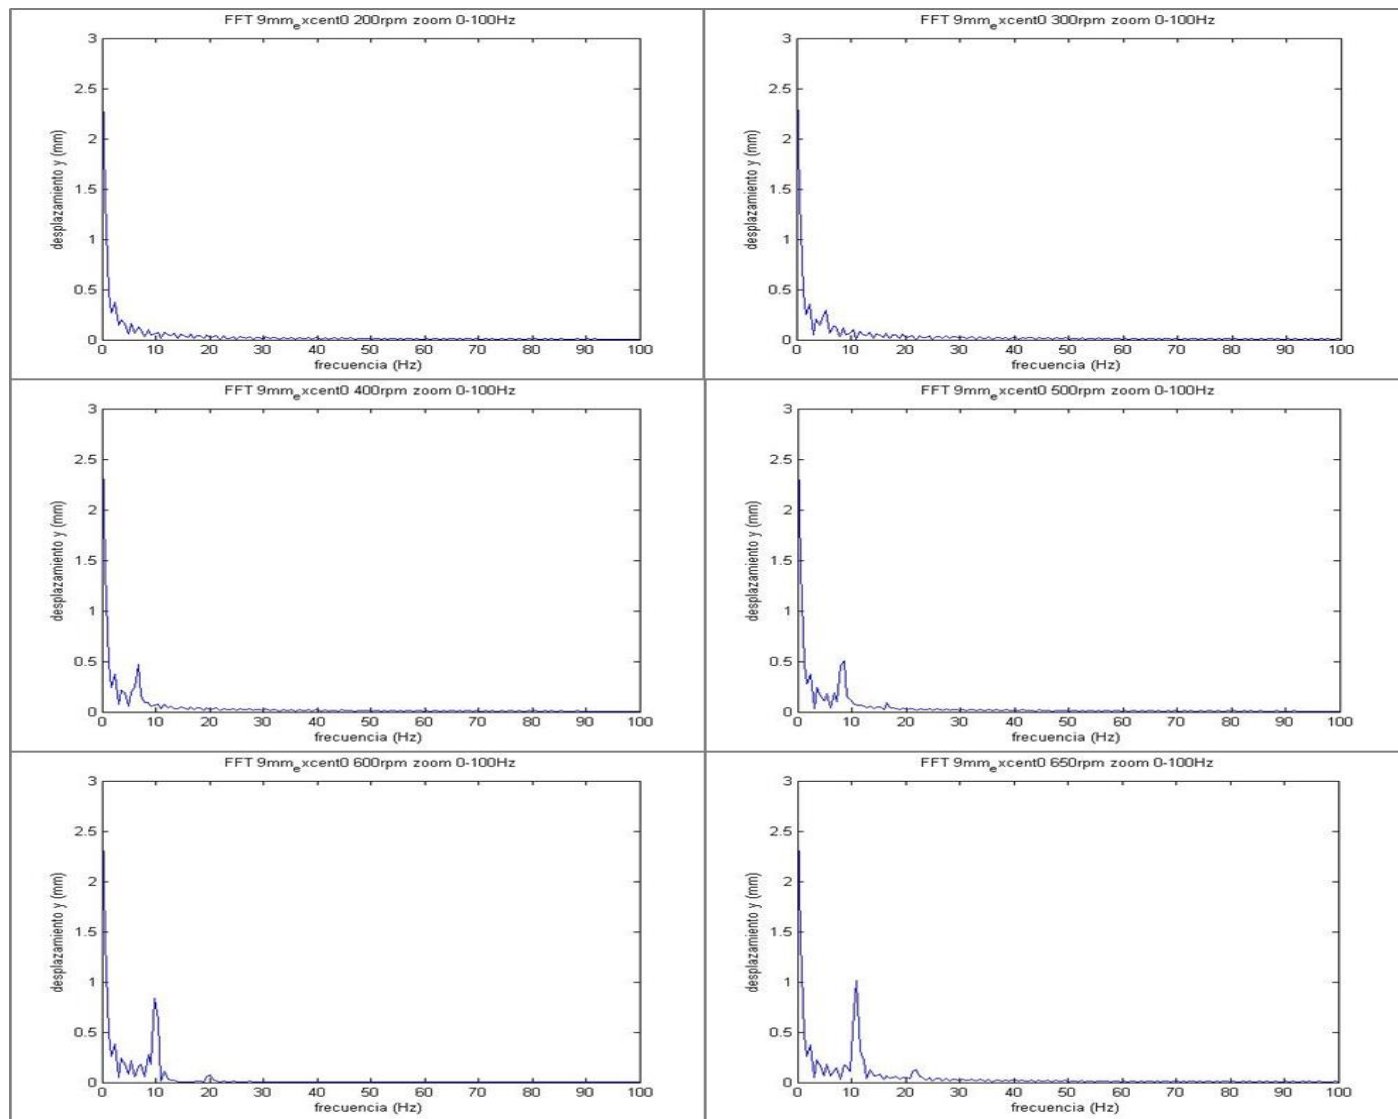 FFT 9mm_excent0 200rpm zoom 0-100Hz
desplazamiento y (mm)
3
2.5
2
1.5
1
0.5
0
0 10 20 30 40 50 60 70 80 90 100
frecuencia (Hz)
FFT 9mm_excent0 300rpm zoom 0-100Hz
desplazamiento y (mm)
3
2.5
2
1.5
1
0.5
0
0 10 20 30 40 50 60 70 80 90 100
frecuencia (Hz)
FFT 9mm_excent0 400rpm zoom 0-100Hz
desplazamiento y (mm)
3
2.5
2
1.5
1
0.5
0
0 10 20 30 40 50 60 70 80 90 100
frecuencia (Hz)
FFT 9mm_excent0 500rpm zoom 0-100Hz
desplazamiento y (mm)
3
2.5
2
1.5
1
0.5
0
0 10 20 30 40 50 60 70 80 90 100
frecuencia (Hz)
FFT 9mm_excent0 600rpm zoom 0-100Hz
desplazamiento y (mm)
3
2.5
2
1.5
1
0.5
0
0 10 20 30 40 50 60 70 80 90 100
frecuencia (Hz)
FFT 9mm_excent0 650rpm zoom 0-100Hz
desplazamiento y (mm)
3
2.5
2
1.5
1
0.5
0
0 10 20 30 40 50 60 70 80 90 100
frecuencia (Hz)